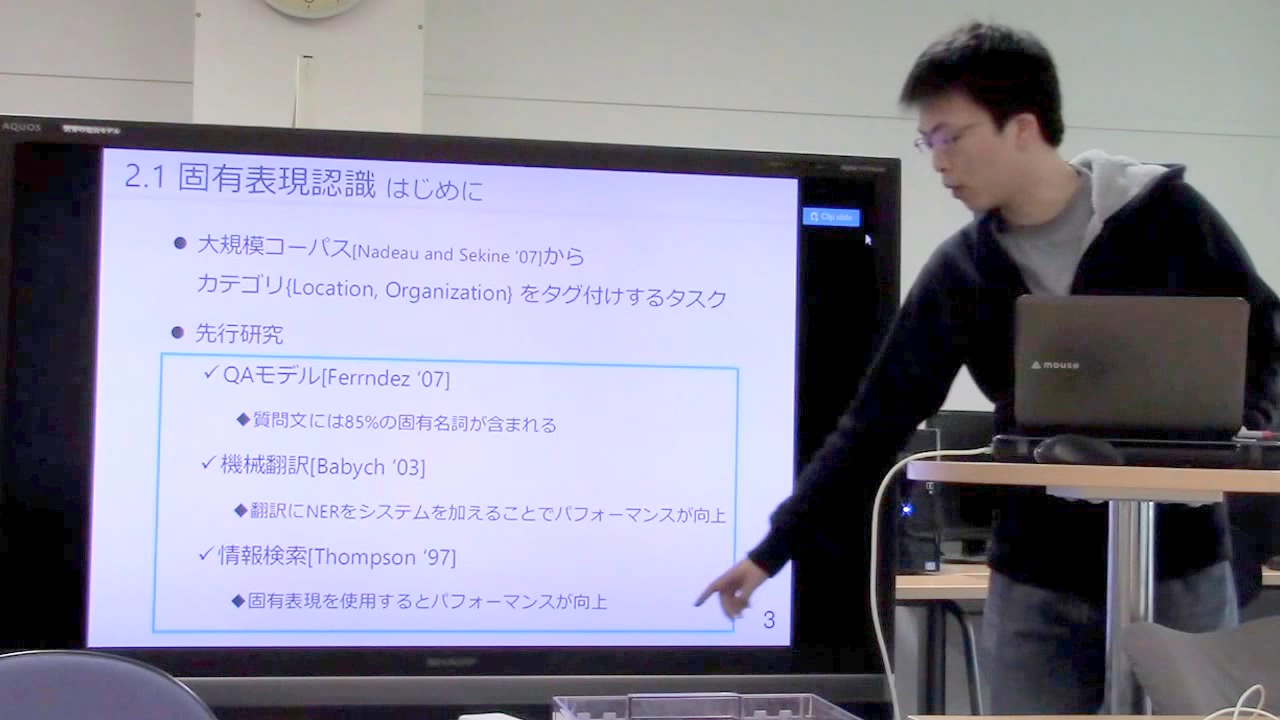 AQUOS
2.1 固有表現認識 はじめに
Clip slide
● 大規模コーパス[Nadeau and Sekine '07]から
カテゴリ{Location, Organization} をタグ付けするタスク
● 先行研究
✓QAモデル[Ferrndez '07]
◆質問文には85%の固有名詞が含まれる
✓機械翻訳[Babych '03]
◆翻訳にNERをシステムを加えることでパフォーマンスが向上
✓情報検索[Thompson '97]
◆固有表現を使用するとパフォーマンスが向上
3
SHARP
mouse